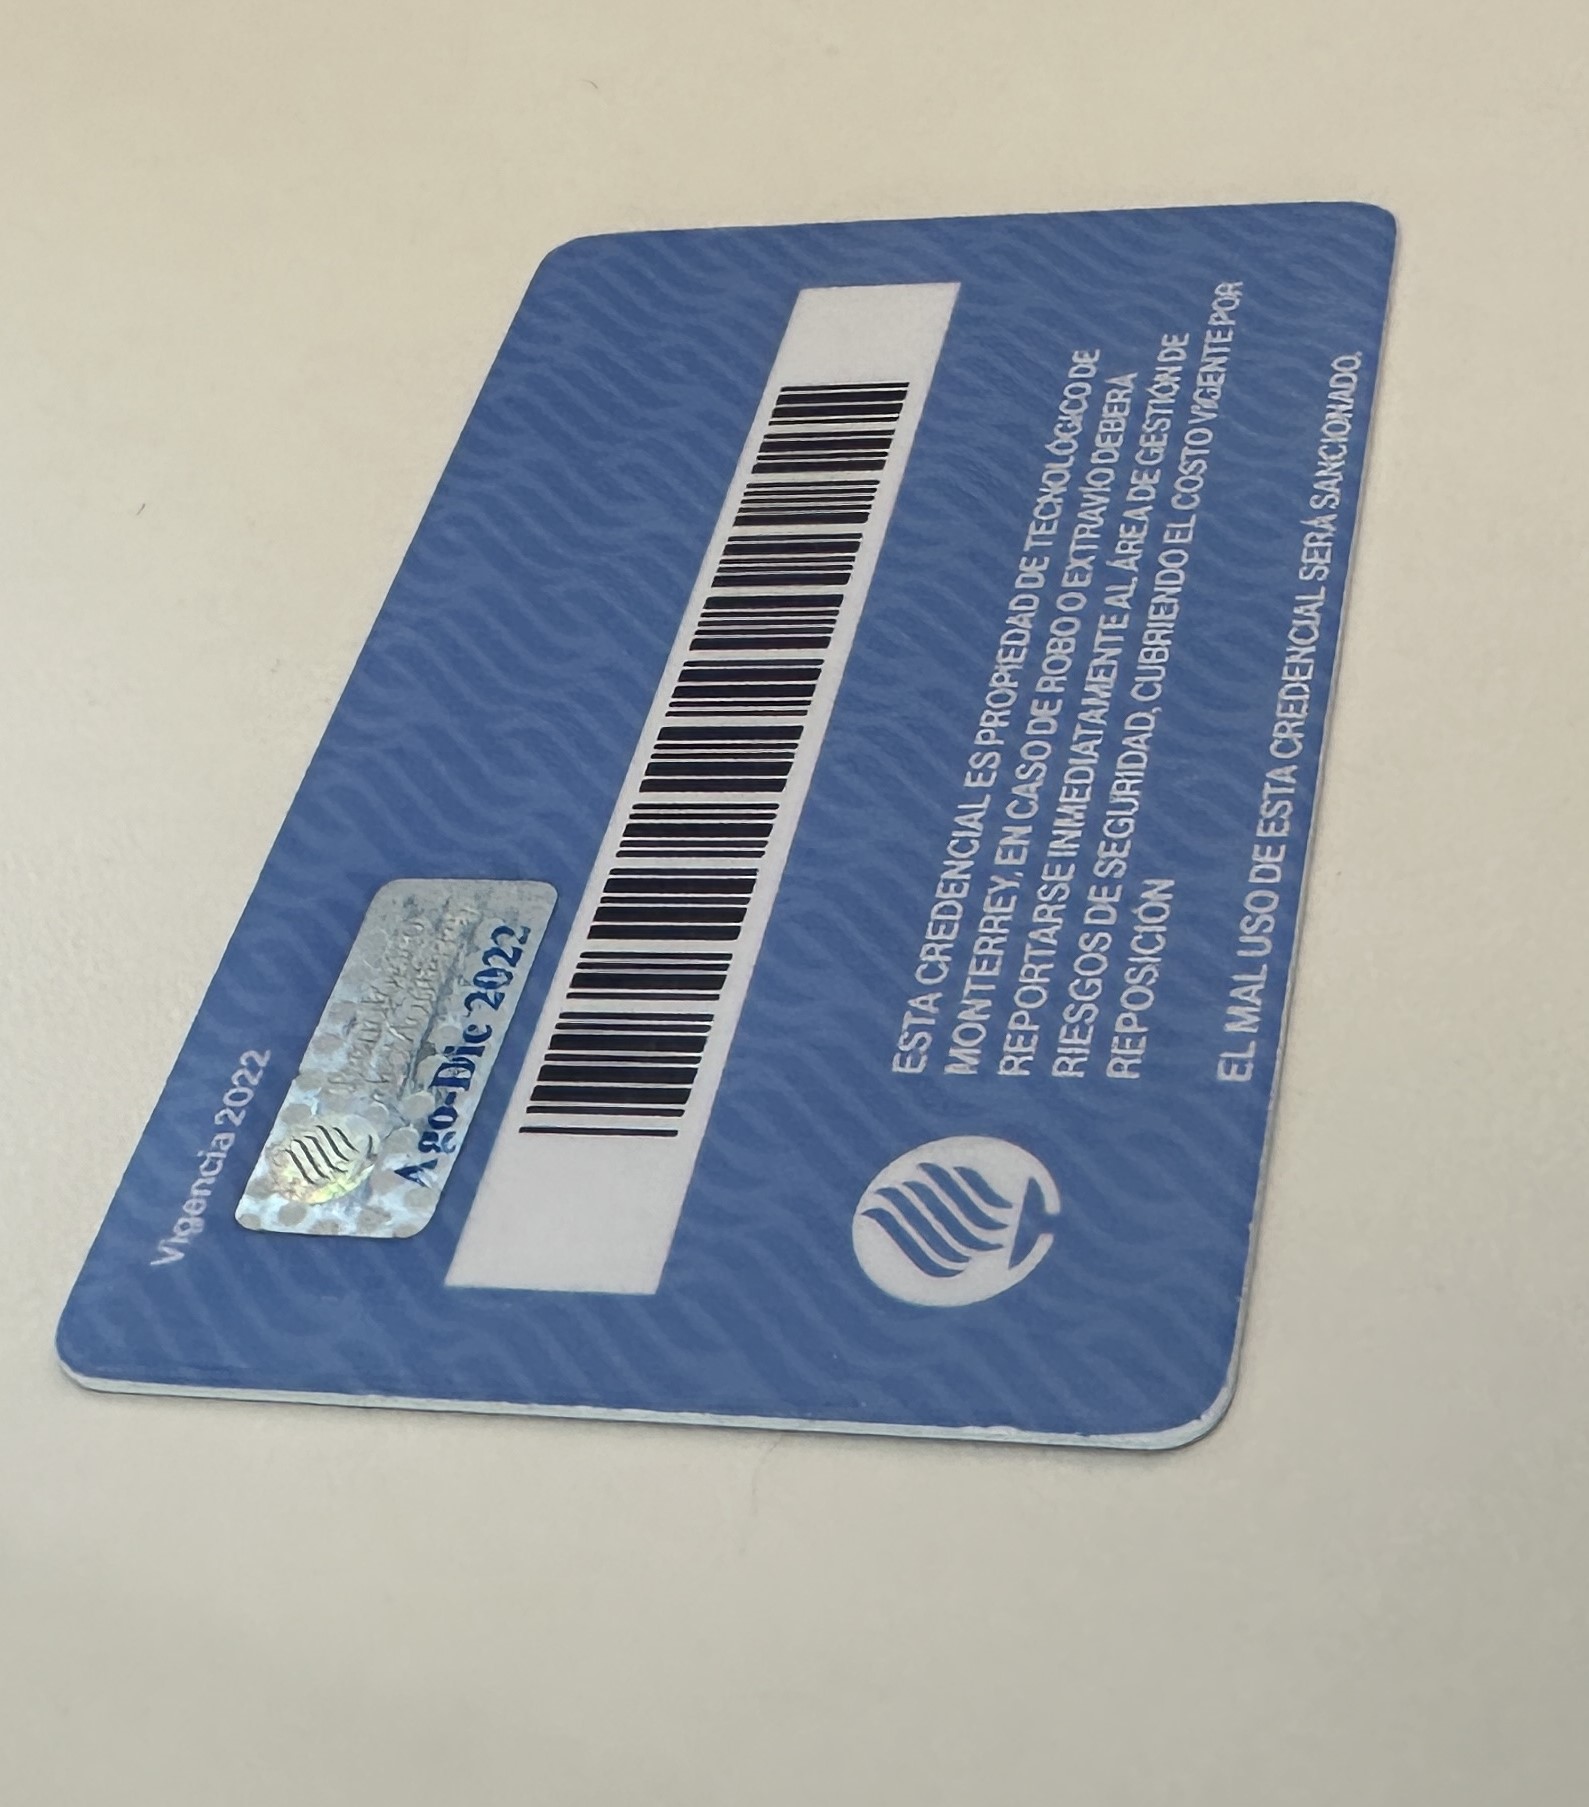 Vigencia 2022
Ago-Dic 2022
ESTA CREDENCIAL ES PROPIEDAD DE TECNOLÓGICO DE
MONTERREY, EN CASO DE ROBO O EXTRAVÍO DEBERA
REPORTARSE INMEDIATAMENTE AL ÁREA DE GESTIÓN DE
RIESGOS DE SEGURIDAD, CUBRIENDO EL COSTO VIGENTE POR
REPOSICIÓN
EL MAL USO DE ESTA CREDENCIAL SERÁ SANCIONADO.